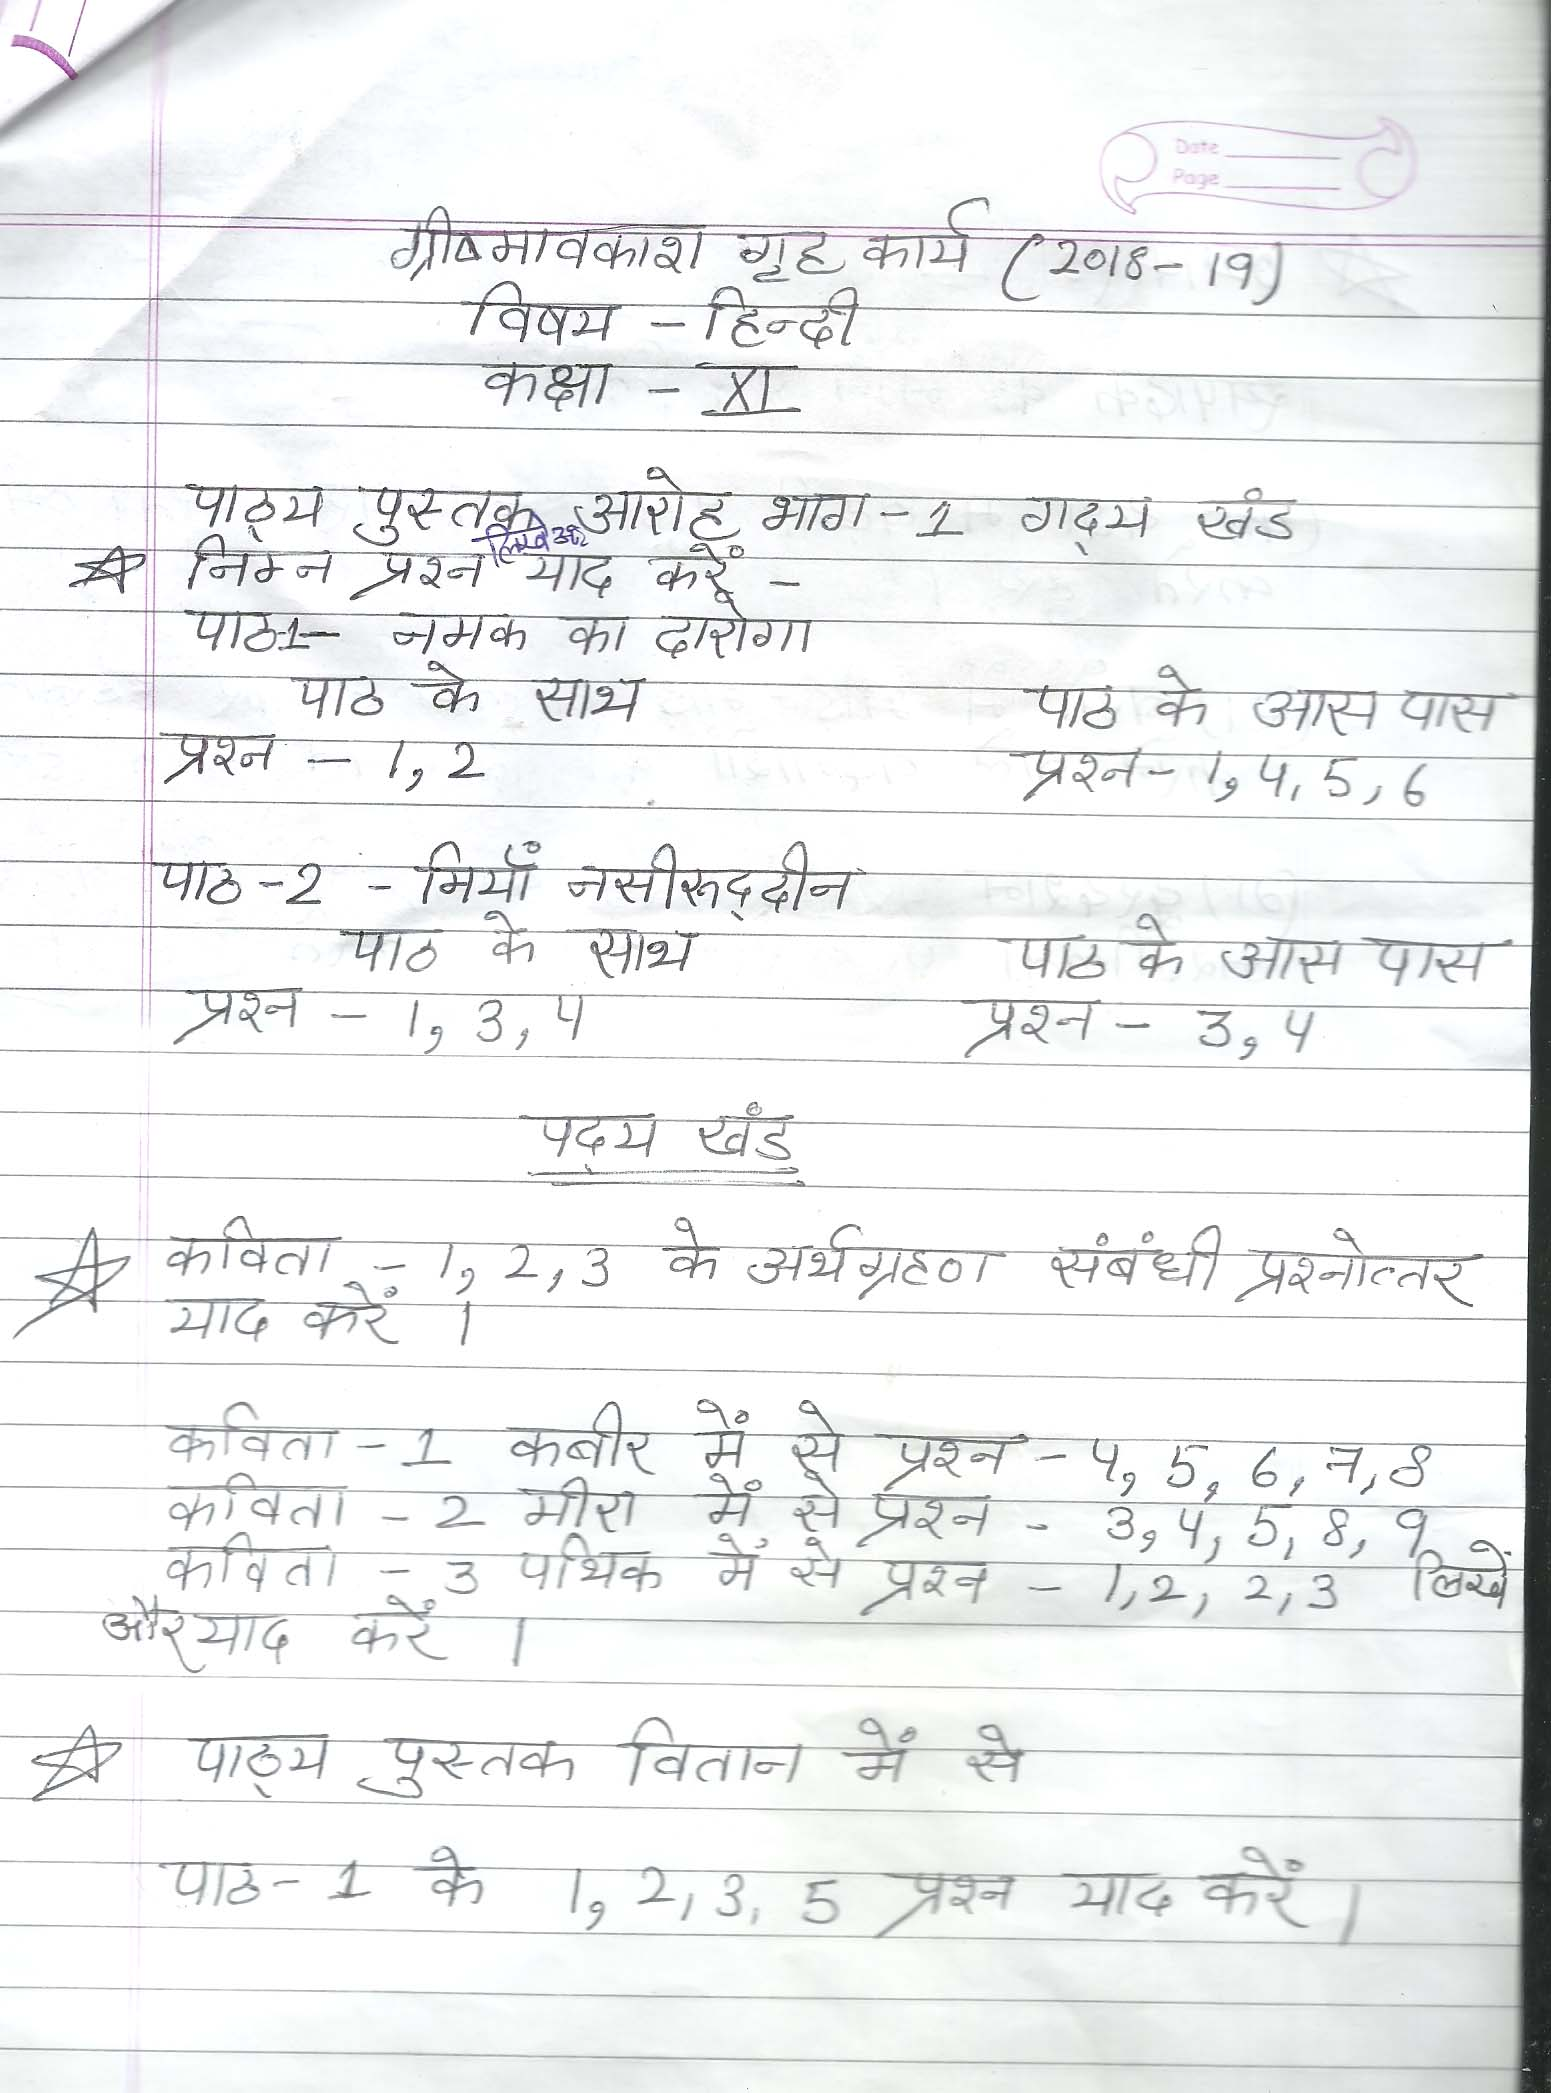 Date
Page
ग्रीष्मावकाश गृह कार्य (2018-19)
विषय - हिन्दी
कक्षा - XI
पाठ्य पुस्तक आरोह भाग-1 गद्य खंड
निम्न प्रश्न लिखे और याद करें -
पाठ1- नमक का दारोगा
पाठ के साथ पाठ के आस पास
प्रश्न - 1, 2 प्रश्न - 1, 4, 5, 6
पाठ-2 - मियाँ नसीरूद्दीन
पाठ के साथ पाठ के आस पास
प्रश्न - 1, 3, 4 प्रश्न - 3, 4
पद्य खंड
कविता - 1, 2, 3 के अर्थग्रहण संबंधी प्रश्नोत्तर
याद करें ।
कविता - 1 कबीर में से प्रश्न - 4, 5, 6, 7, 8
कविता - 2 मीरा में से प्रश्न - 3, 4, 5, 8, 9
कविता - 3 पथिक में से प्रश्न - 1, 2, 2, 3 लिखें
और याद करें ।
पाठ्य पुस्तक वितान में से
पाठ-1 के 1, 2, 3, 5 प्रश्न याद करें ।